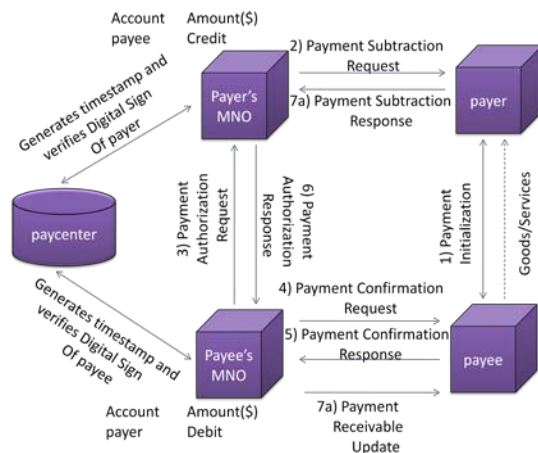 Account
payee
Amount($)
Credit
Generates timestamp and
verifies Digital Sign
Of payer
Payer's
MNO
2) Payment Subtraction
Request
7a) Payment Subtraction
Response
payer
paycenter
3) Payment
Authorization
Request
6) Payment
Authorization
Response
1) Payment
Initialization
Goods/Services
Generates timestamp and
verifies Digital Sign
Of payee
Payee's
MNO
4) Payment Confirmation
Request
5) Payment Confirmation
Response
payee
Account
payer
Amount($)
Debit
7a) Payment
Receivable
Update